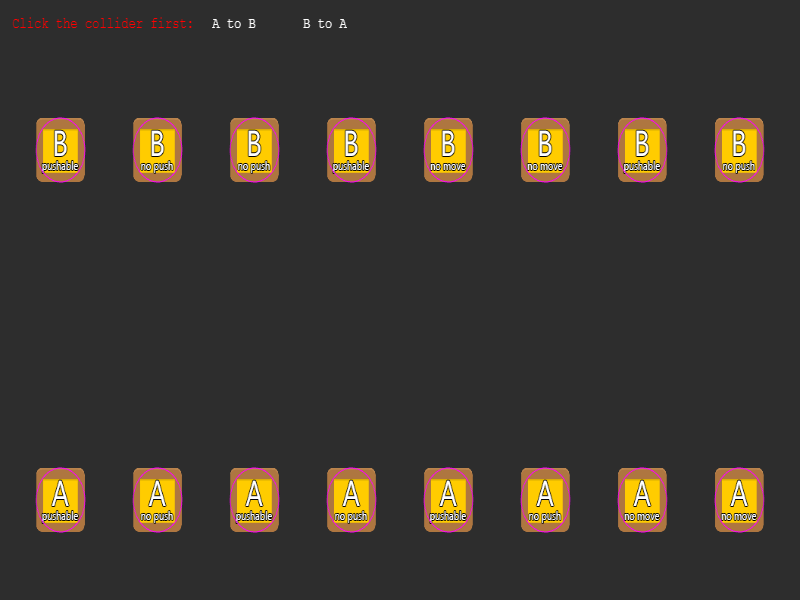 Click the collider first: A to B B to A
B B B B B B B B
pushable no push no push pushable no move no move pushable no push
A A A A A A A A
pushable no push pushable no push pushable no push no move no move